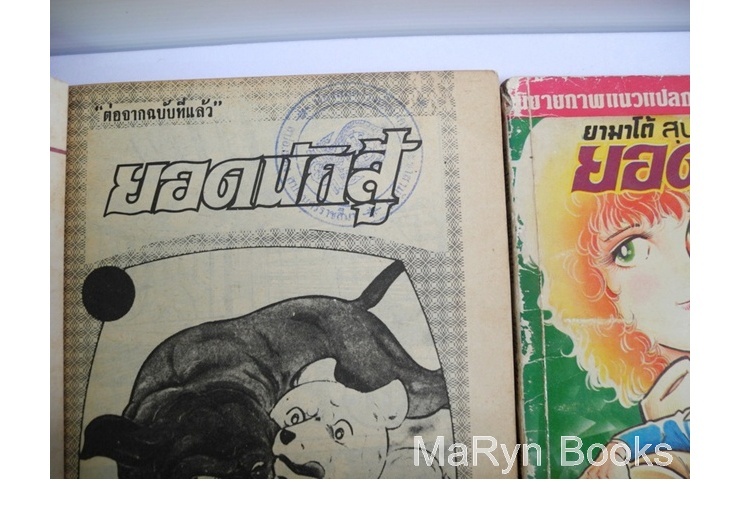 "ต่อจากฉบับที่แล้ว"
ยอดนักสู้
นิยายภาพแนวแปลก
ยามาโต้
ยอด
MaRyn Books